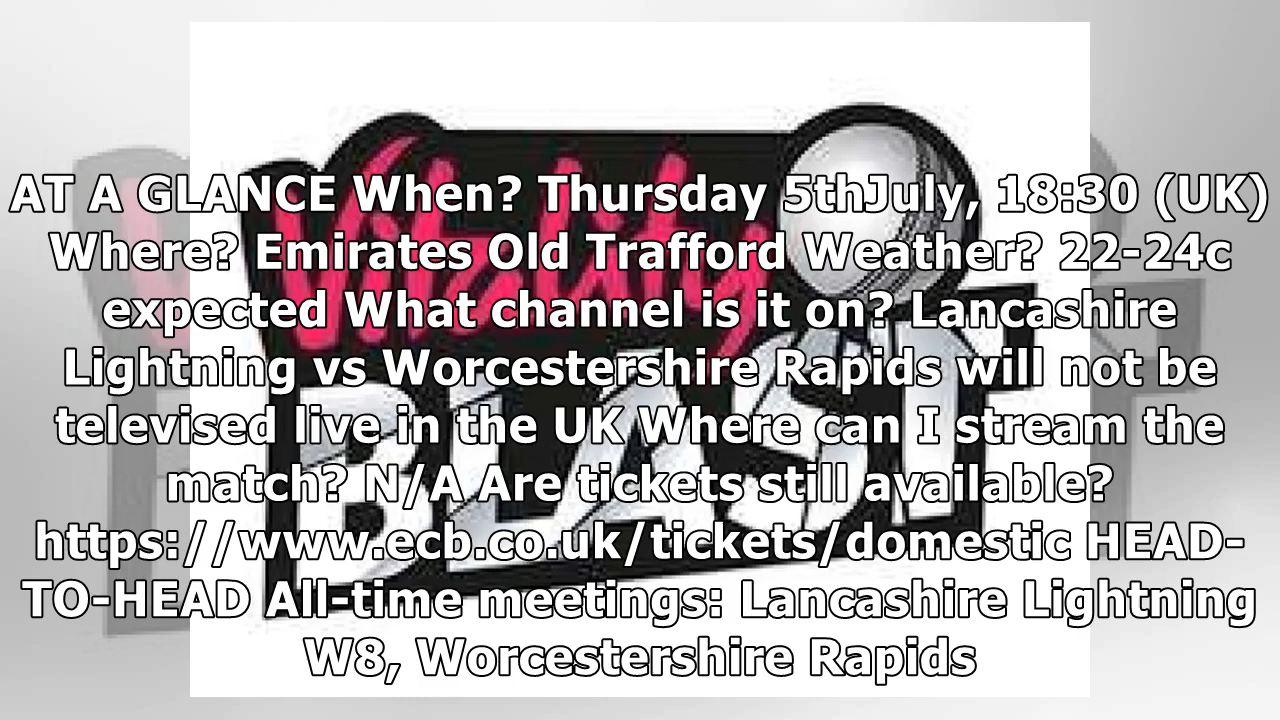 AT A GLANCE When? Thursday 5thJuly, 18:30 (UK)
Where? Emirates Old Trafford Weather? 22-24c
expected What channel is it on? Lancashire
Lightning vs Worcestershire Rapids will not be
televised live in the UK Where can I stream the
match? N/A Are tickets still available?
https://www.ecb.co.uk/tickets/domestic HEAD-
TO-HEAD All-time meetings: Lancashire Lightning
W8, Worcestershire Rapids
Vitality
BLAST